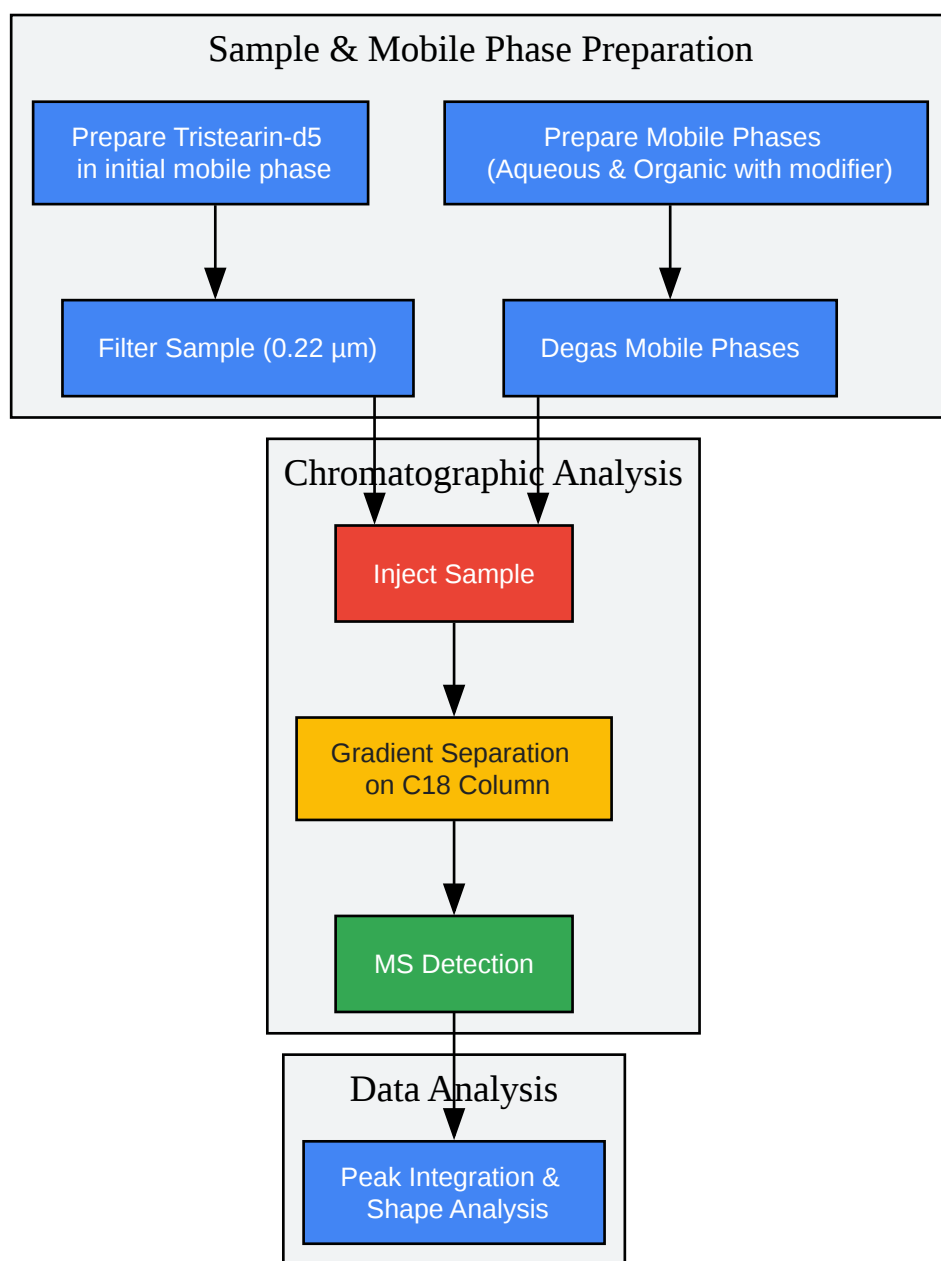 Sample & Mobile Phase Preparation
Prepare Tristearin-d5
in initial mobile phase
Prepare Mobile Phases
(Aqueous & Organic with modifier)
Filter Sample (0.22 µm)
Degas Mobile Phases
Chromatographic Analysis
Inject Sample
Gradient Separation
on C18 Column
MS Detection
Data Analysis
Peak Integration &
Shape Analysis